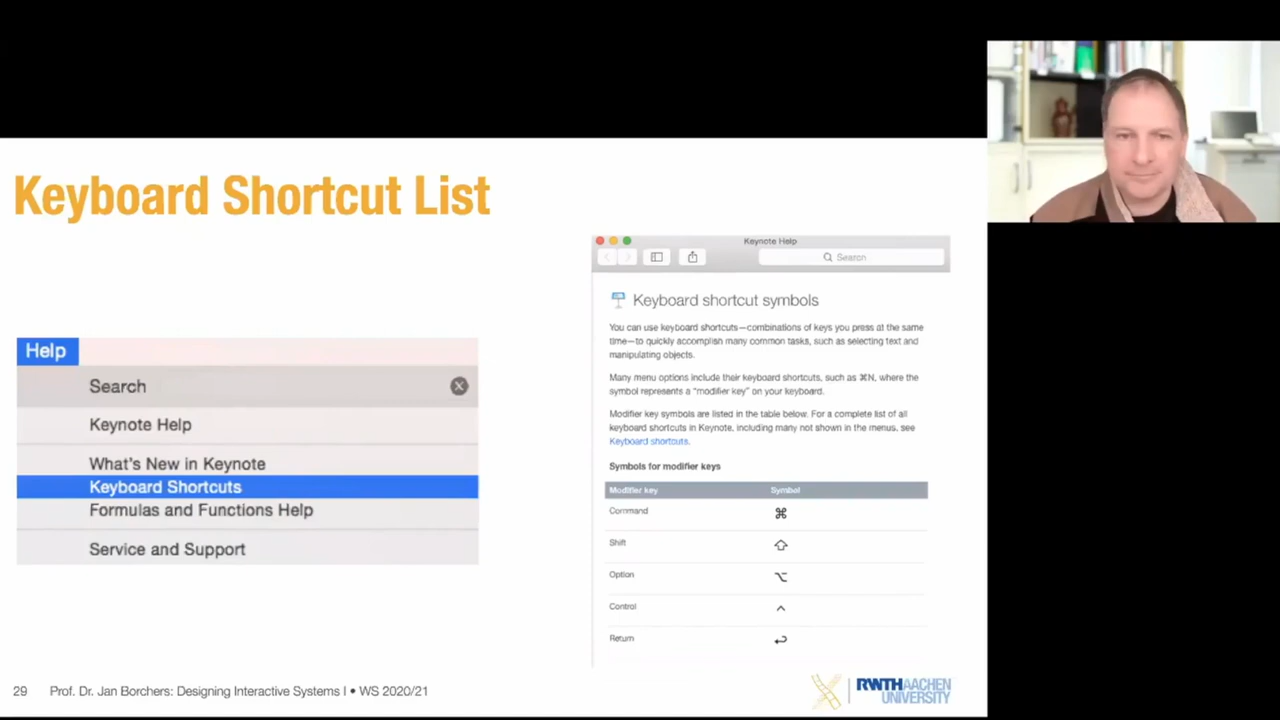 Keyboard Shortcut List
Help
Search
Keynote Help
What's New in Keynote
Keyboard Shortcuts
Formulas and Functions Help
Service and Support
Keynote Help
Search
Keyboard shortcut symbols
You can use keyboard shortcuts—combinations of keys you press at the same
time—to quickly accomplish many common tasks, such as selecting text and
manipulating objects.
Many menu options include their keyboard shortcuts, such as ⌘N, where the
symbol represents a “modifier key” on your keyboard.
Modifier key symbols are listed in the table below. For a complete list of all
keyboard shortcuts in Keynote, including many not shown in the menus, see
Keyboard shortcuts.
Symbols for modifier keys
Modifier key Symbol
Command ⌘
Shift ⇧
Option ⌥
Control ^
Return ↩
29 Prof. Dr. Jan Borchers: Designing Interactive Systems I • WS 2020/21
RWTH AACHEN
UNIVERSITY